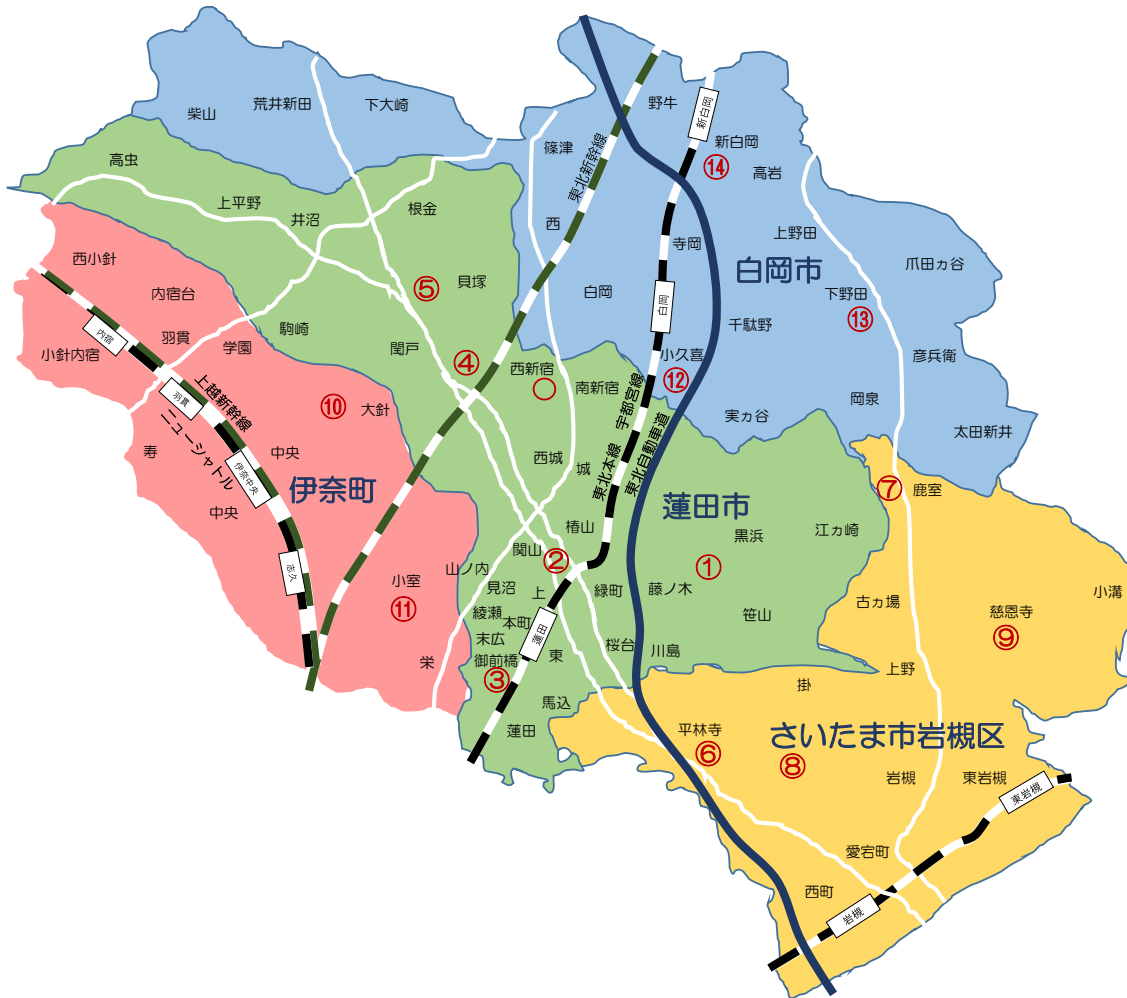 野牛
荒井新田
下大崎
柴山
新白岡
新白岡
⑭
篠津
高虫
東北新幹線
高岩
上平野
井沼
根金
西
寺岡
上野田
西小針
爪田ヵ谷
白岡市
⑤
貝塚
白岡
内宿台
白岡
下野田
⑬
駒崎
千駄野
羽貫
学園
内宿
閏戸
小針内宿
④
西新宿
小久喜
彦兵衛
⑫
南新宿
羽貫
上越新幹線
ニューシャトル
⑩
大針
宇都宮線
東北本線
東北自動車道
実ヵ谷
岡泉
太田新井
寿
中央
西城
城
伊奈中央
伊奈町
⑦
鹿室
中央
蓮田市
椿山
黒浜
江ヵ崎
関山
②
①
志久
山ノ内
小室
⑪
見沼
上
緑町
藤ノ木
古ヵ場
小溝
慈恩寺
⑨
綾瀬
本町
笹山
末広
蓮田
桜台
川島
御前橋
③
東
栄
上野
掛
馬込
蓮田
平林寺
⑥
さいたま市岩槻区
⑧
岩槻
東岩槻
東岩槻
愛宕町
西町
岩槻